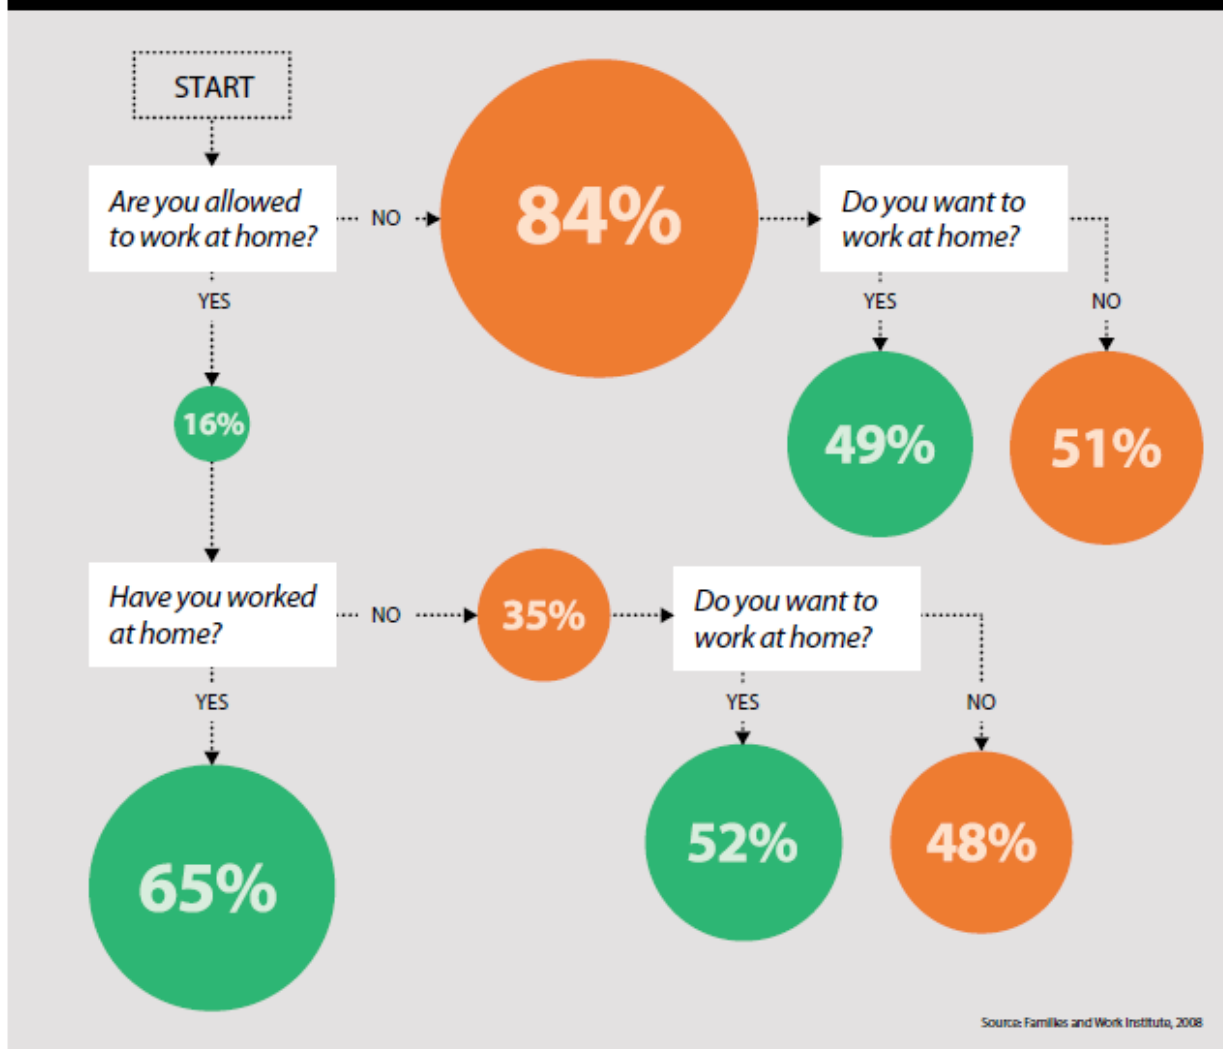 START
Are you allowed
to work at home?
NO
84%
Do you want to
work at home?
YES
NO
YES
16%
49%
51%
Have you worked
at home?
NO
35%
Do you want to
work at home?
YES
YES
NO
65%
52%
48%
Source: Families and Work Institute, 2008